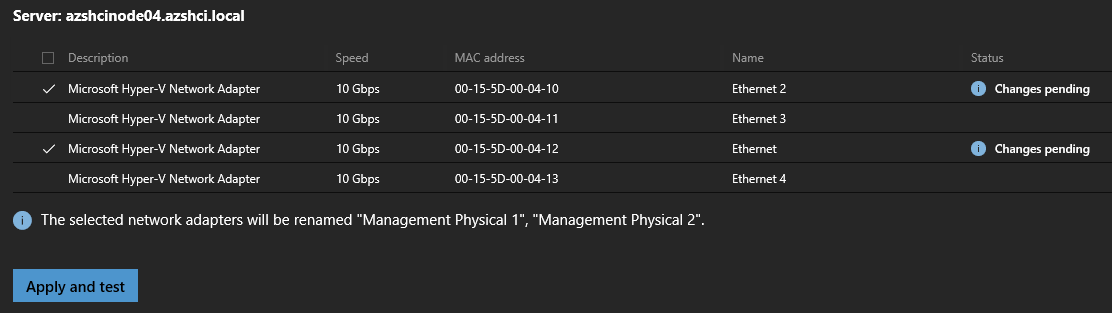 Server: azshcinode04.azshci.local
Description Speed MAC address Name Status
Microsoft Hyper-V Network Adapter 10 Gbps 00-15-5D-00-04-10 Ethernet 2 Changes pending
Microsoft Hyper-V Network Adapter 10 Gbps 00-15-5D-00-04-11 Ethernet 3
Microsoft Hyper-V Network Adapter 10 Gbps 00-15-5D-00-04-12 Ethernet Changes pending
Microsoft Hyper-V Network Adapter 10 Gbps 00-15-5D-00-04-13 Ethernet 4
The selected network adapters will be renamed "Management Physical 1", "Management Physical 2".
Apply and test